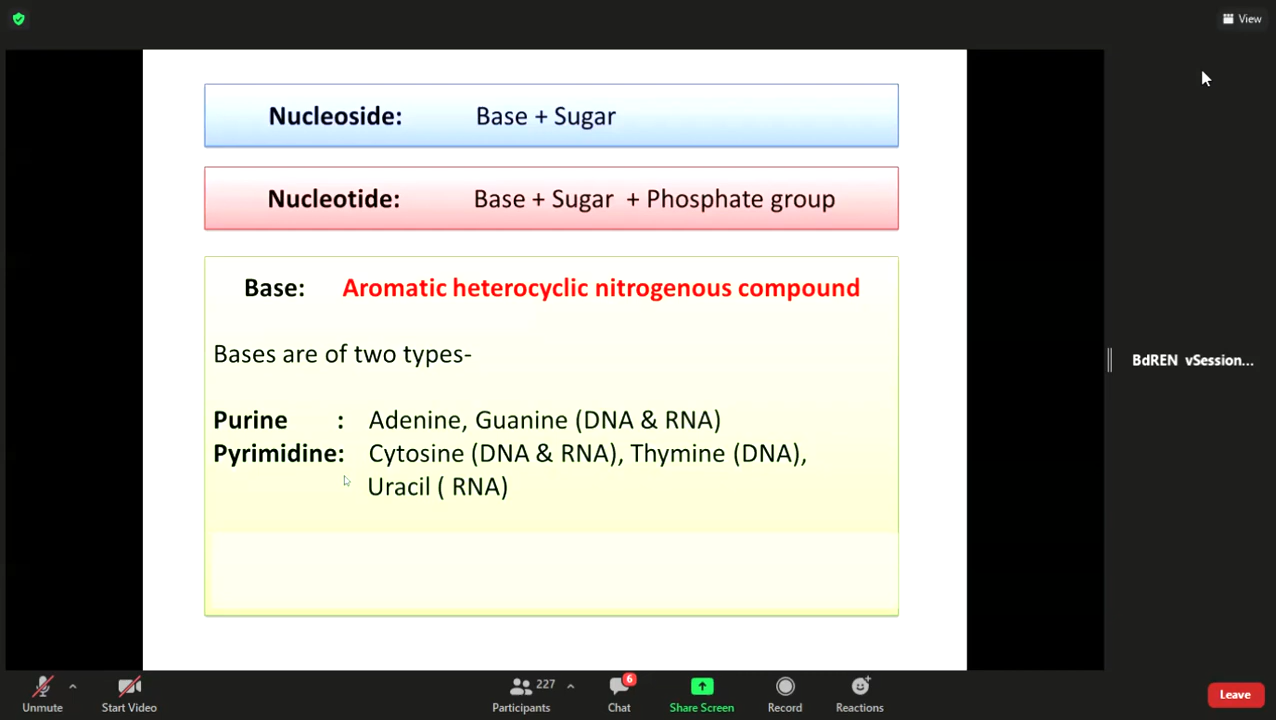 View
Nucleoside: Base + Sugar
Nucleotide: Base + Sugar + Phosphate group
Base: Aromatic heterocyclic nitrogenous compound
Bases are of two types-
Purine : Adenine, Guanine (DNA & RNA)
Pyrimidine: Cytosine (DNA & RNA), Thymine (DNA),
Uracil ( RNA)
BdREN vSession...
227
6
Unmute
Start Video
Participants
Chat
Share Screen
Record
Reactions
Leave